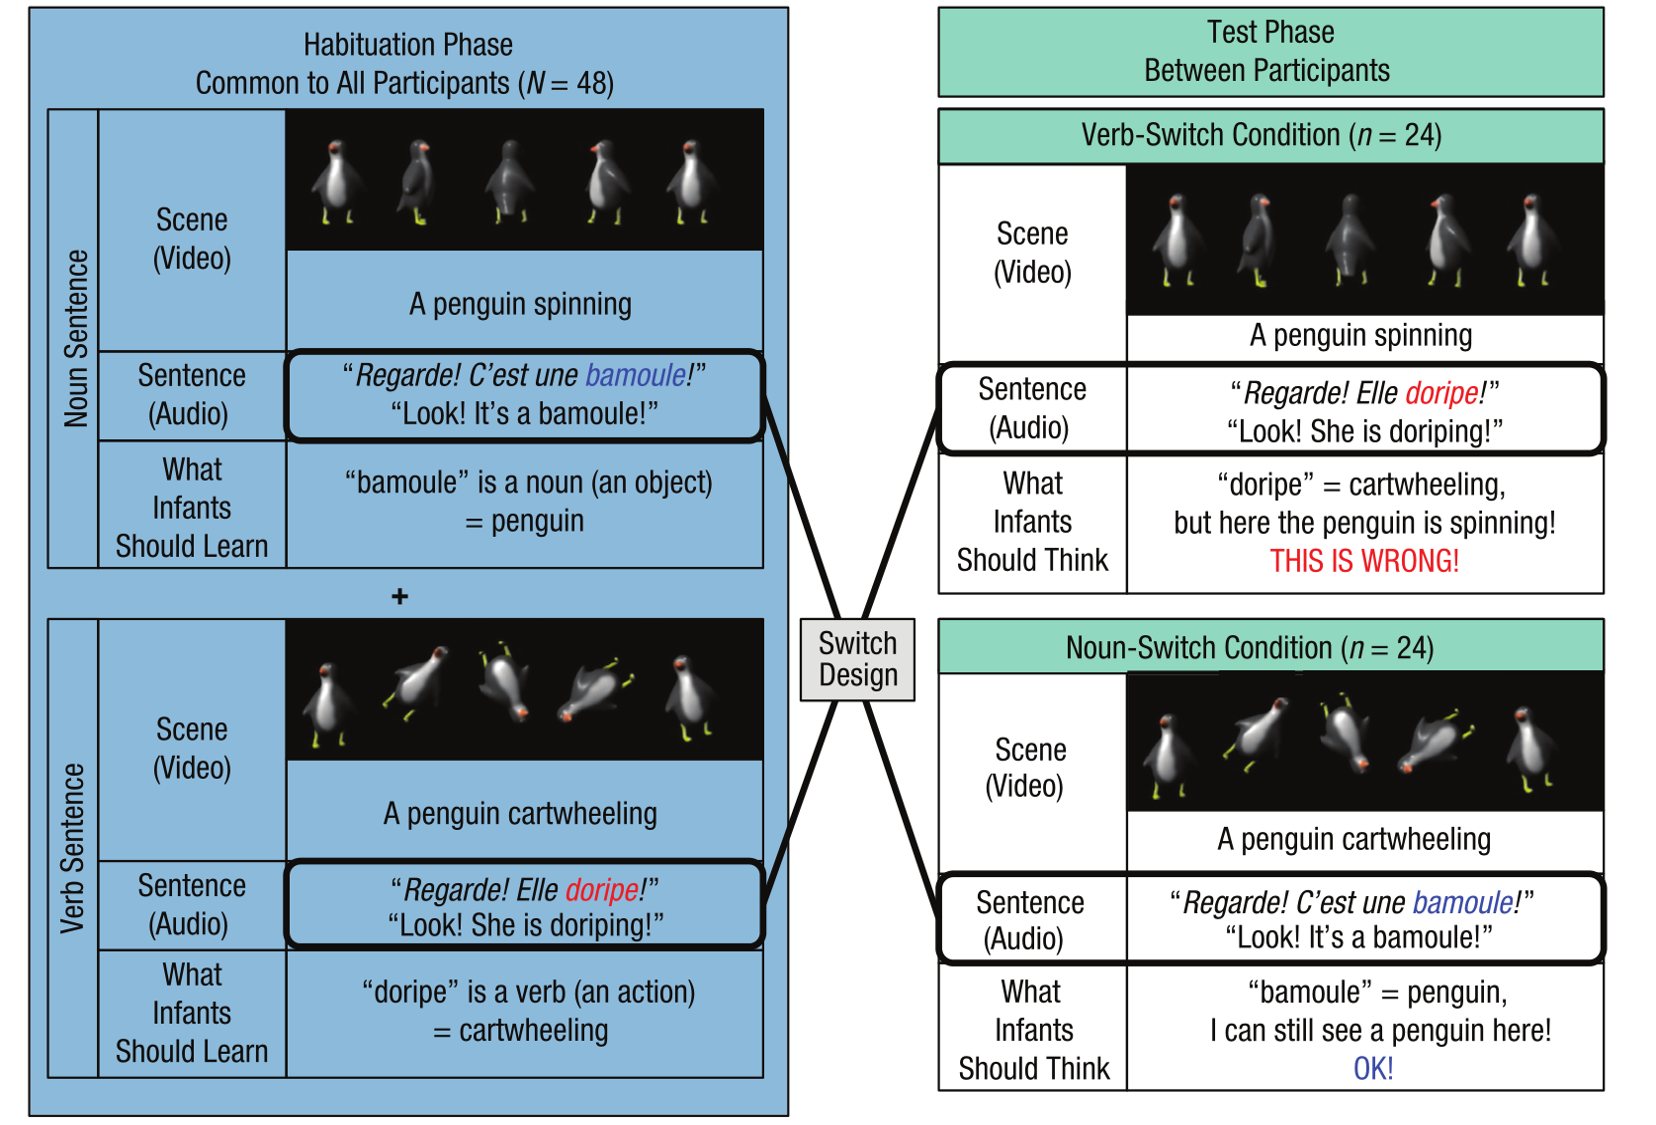 Habituation Phase
Common to All Participants (N = 48)
Noun Sentence
Scene
(Video)
A penguin spinning
Sentence
(Audio)
“Regarde! C’est une bamoule!”
“Look! It’s a bamoule!”
What
Infants
Should Learn
“bamoule” is a noun (an object)
= penguin
+
Verb Sentence
Scene
(Video)
A penguin cartwheeling
Sentence
(Audio)
“Regarde! Elle doripe!”
“Look! She is doriping!”
What
Infants
Should Learn
“doripe” is a verb (an action)
= cartwheeling
Switch
Design
Test Phase
Between Participants
Verb-Switch Condition (n = 24)
Scene
(Video)
A penguin spinning
Sentence
(Audio)
“Regarde! Elle doripe!”
“Look! She is doriping!”
What
Infants
Should Think
“doripe” = cartwheeling,
but here the penguin is spinning!
THIS IS WRONG!
Noun-Switch Condition (n = 24)
Scene
(Video)
A penguin cartwheeling
Sentence
(Audio)
“Regarde! C’est une bamoule!”
“Look! It’s a bamoule!”
What
Infants
Should Think
“bamoule” = penguin,
I can still see a penguin here!
OK!